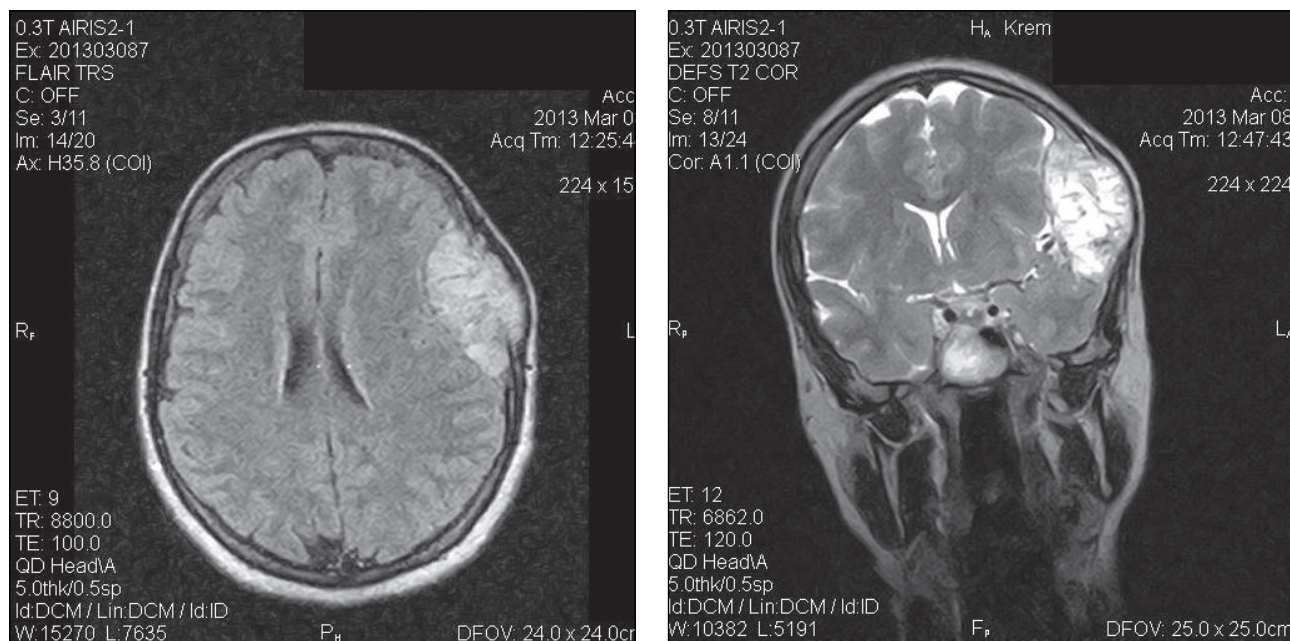 0.3T AIRIS2-1
Ex: 201303087
FLAIR TRS
C: OFF
Se: 3/11
Im: 14/20
Ax: H35.8 (COI)
Acc
2013 Mar 0
Acq Tm: 12:25:4
224 x 15
R F
L
ET: 9
TR: 8800.0
TE: 100.0
QD Head\A
5.0thk/0.5sp
Id:DCM / Lin:DCM / Id:ID
W:15270 L:7635
P H
DFOV: 24.0 x 24.0cm
0.3T AIRIS2-1
Ex: 201303087
DEFS T2 COR
C: OFF
Se: 8/11
Im: 13/24
Cor: A1.1 (COI)
H A Krem
Acc:
2013 Mar 08
Acq Tm: 12:47:43
224 x 224
R P
L A
ET: 12
TR: 6862.0
TE: 120.0
QD Head\A
5.0thk/0.5sp
Id:DCM / Lin:DCM / Id:ID
W:10382 L:5191
F P
DFOV: 25.0 x 25.0cm